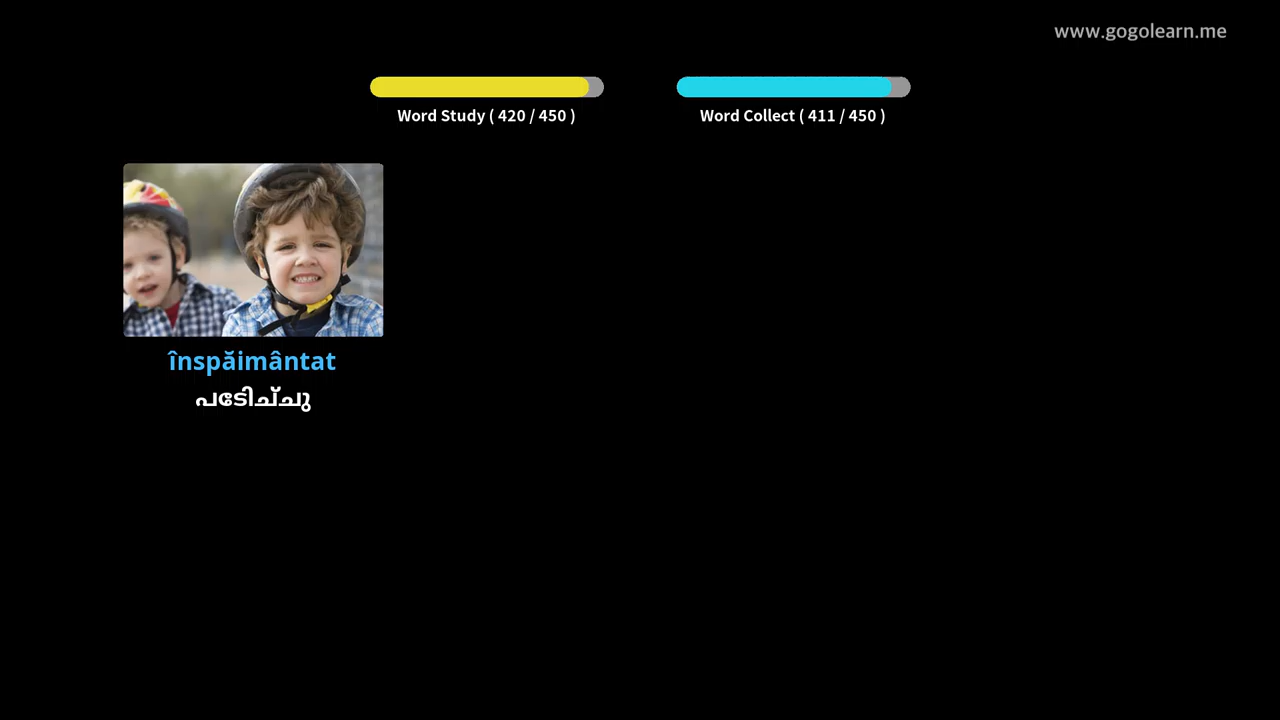 www.gogolearn.me
Word Study ( 420 / 450 )
Word Collect ( 411 / 450 )
înspăimântat
പേടിച്ചു